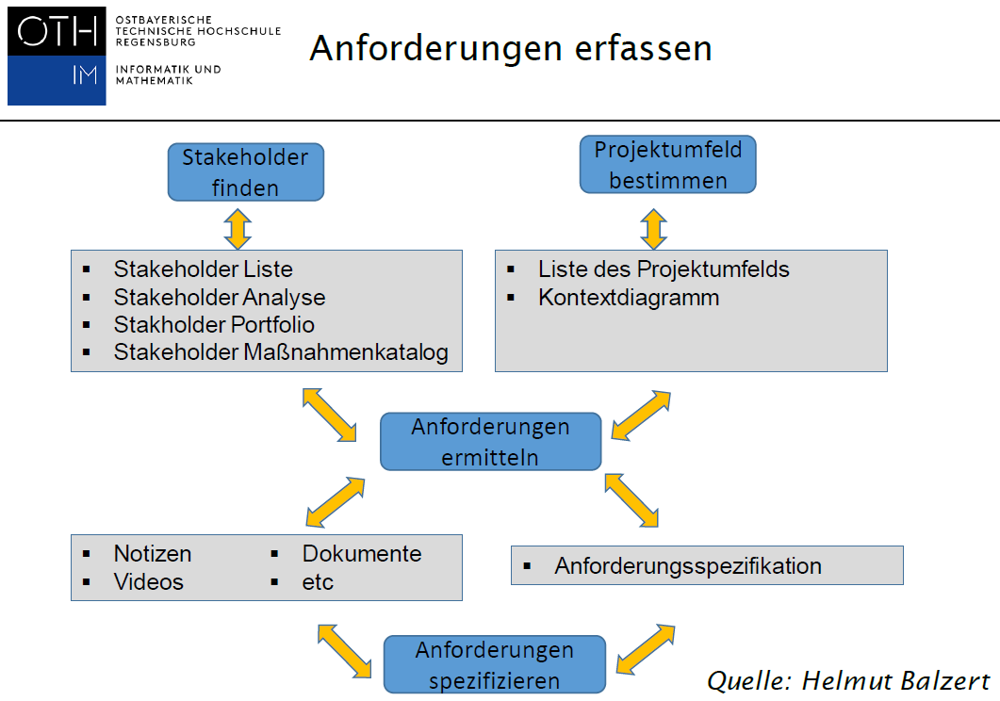 OTH
OSTBAYERISCHE
TECHNISCHE HOCHSCHULE
REGENSBURG
IM
INFORMATIK UND
MATHEMATIK
Anforderungen erfassen
Stakeholder
finden
Projektumfeld
bestimmen
▪ Stakeholder Liste
▪ Stakeholder Analyse
▪ Stakholder Portfolio
▪ Stakeholder Maßnahmenkatalog
▪ Liste des Projektumfelds
▪ Kontextdiagramm
Anforderungen
ermitteln
▪ Notizen
▪ Videos
▪ Dokumente
▪ etc
▪ Anforderungsspezifikation
Anforderungen
spezifizieren
Quelle: Helmut Balzert